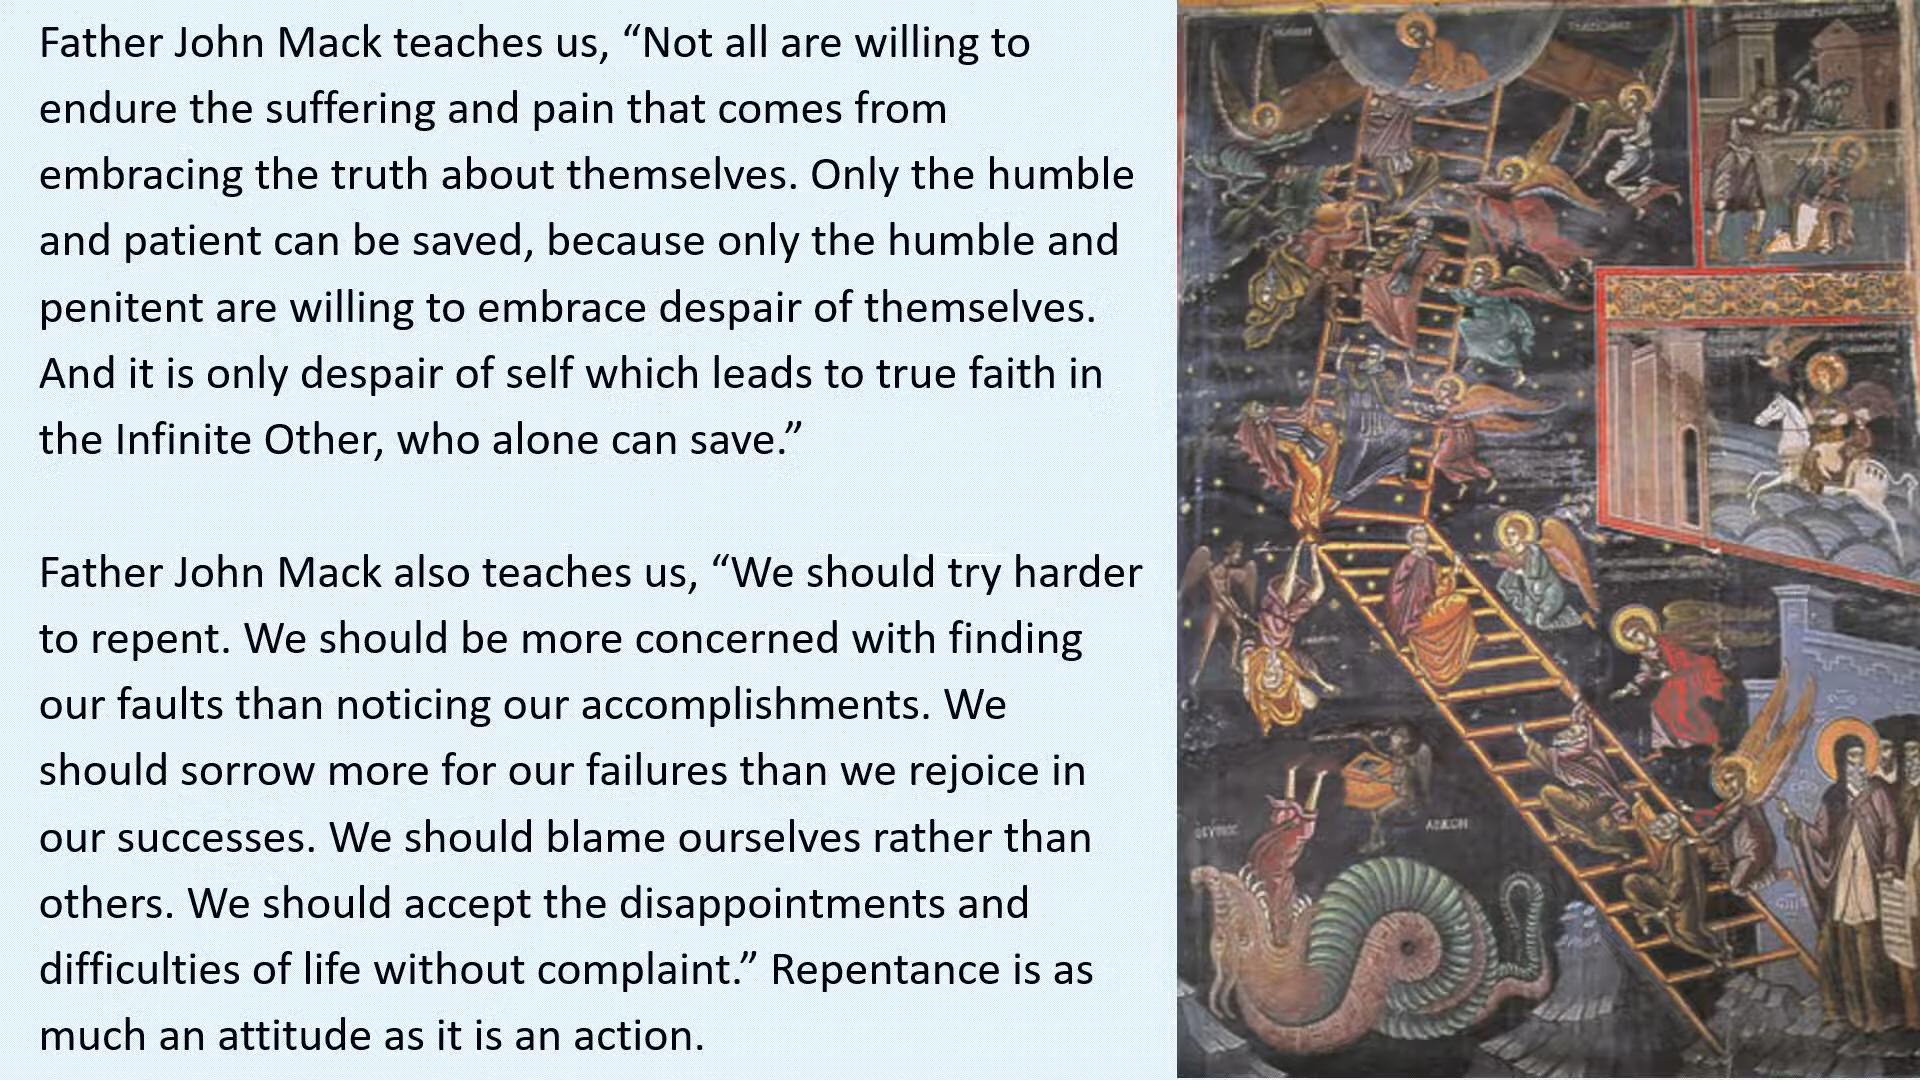 Father John Mack teaches us, “Not all are willing to
endure the suffering and pain that comes from
embracing the truth about themselves. Only the humble
and patient can be saved, because only the humble and
penitent are willing to embrace despair of themselves.
And it is only despair of self which leads to true faith in
the Infinite Other, who alone can save.”
Father John Mack also teaches us, “We should try harder
to repent. We should be more concerned with finding
our faults than noticing our accomplishments. We
should sorrow more for our failures than we rejoice in
our successes. We should blame ourselves rather than
others. We should accept the disappointments and
difficulties of life without complaint.” Repentance is as
much an attitude as it is an action.